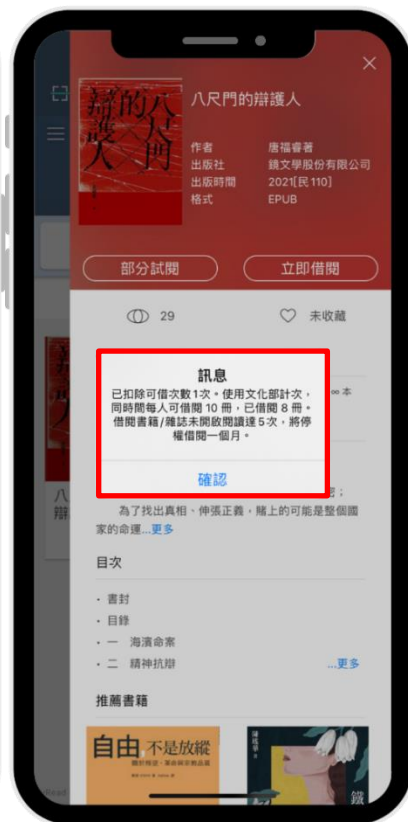 八尺門的辯護人
作者 唐福睿著
出版社 鏡文學股份有限公司
出版時間 2021[民110]
格式 EPUB
部分試閱
立即借閱
29
未收藏
訊息
已扣除可借次數1次。使用文化部計次，
同時間每人可借閱 10 冊，已借閱 8 冊。
借閱書籍/雜誌未開啟閱讀達5次，將停
權借閱一個月。
∞ 本
確認
密；
為了找出真相、伸張正義，賭上的可能是整個國
家的命運...更多
目次
• 書封
• 目錄
• 一 海濱命案
• 二 精神抗辯
...更多
推薦書籍
自由，不是放縱
鐵